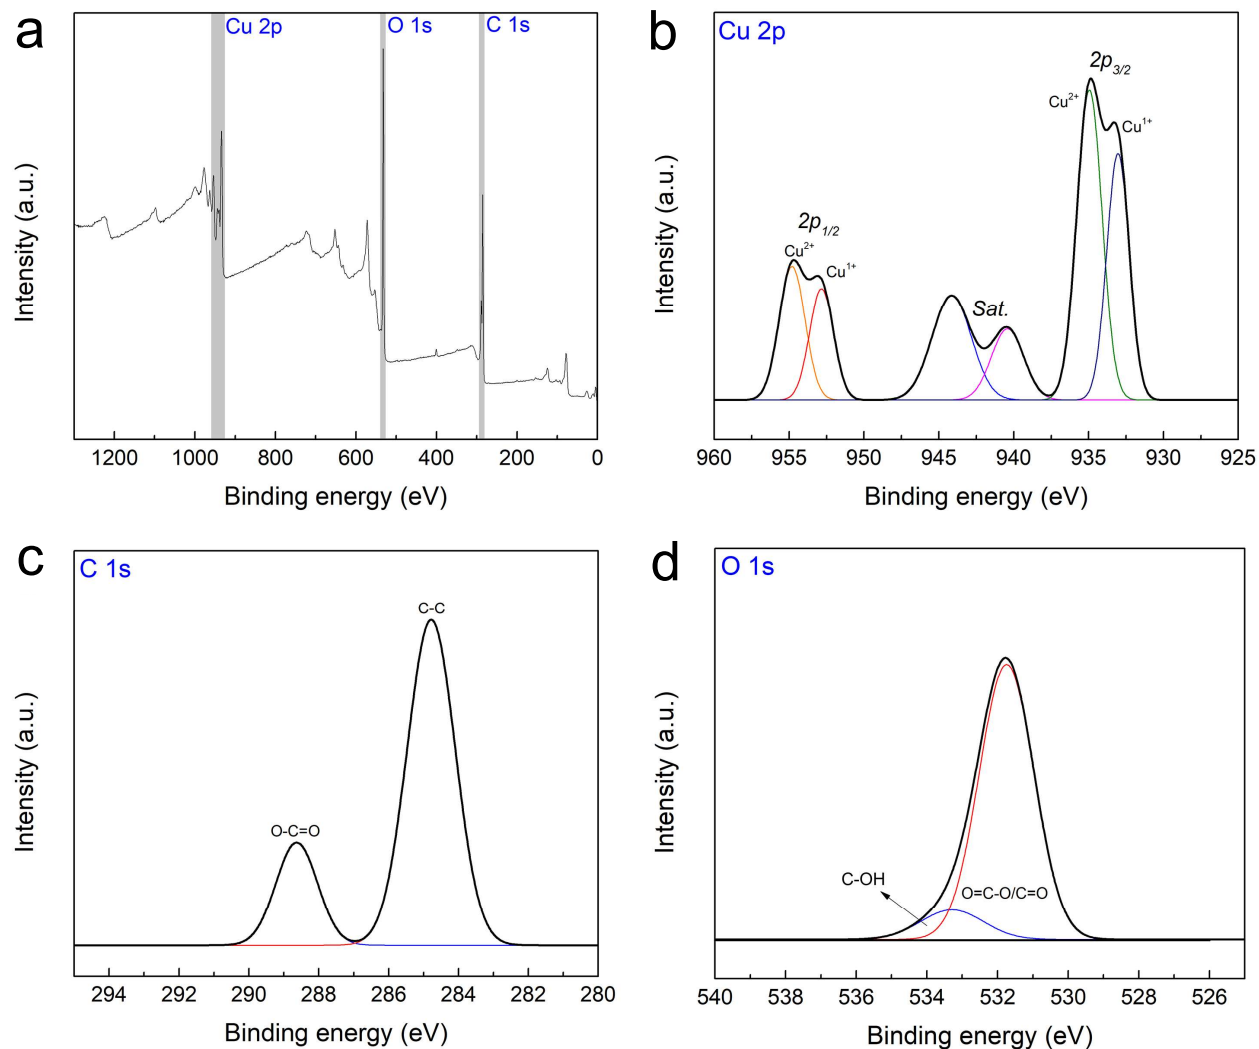 a
Cu 2p
O 1s
C 1s
Intensity (a.u.)
1200 1000 800 600 400 200 0
Binding energy (eV)
b
Cu 2p
2p3/2
Cu2+
Cu1+
2p1/2
Cu2+
Cu1+
Sat.
Intensity (a.u.)
960 955 950 945 940 935 930 925
Binding energy (eV)
c
C 1s
C-C
O-C=O
Intensity (a.u.)
294 292 290 288 286 284 282 280
Binding energy (eV)
d
O 1s
C-OH
O=C-O/C=O
Intensity (a.u.)
540 538 536 534 532 530 528 526
Binding energy (eV)